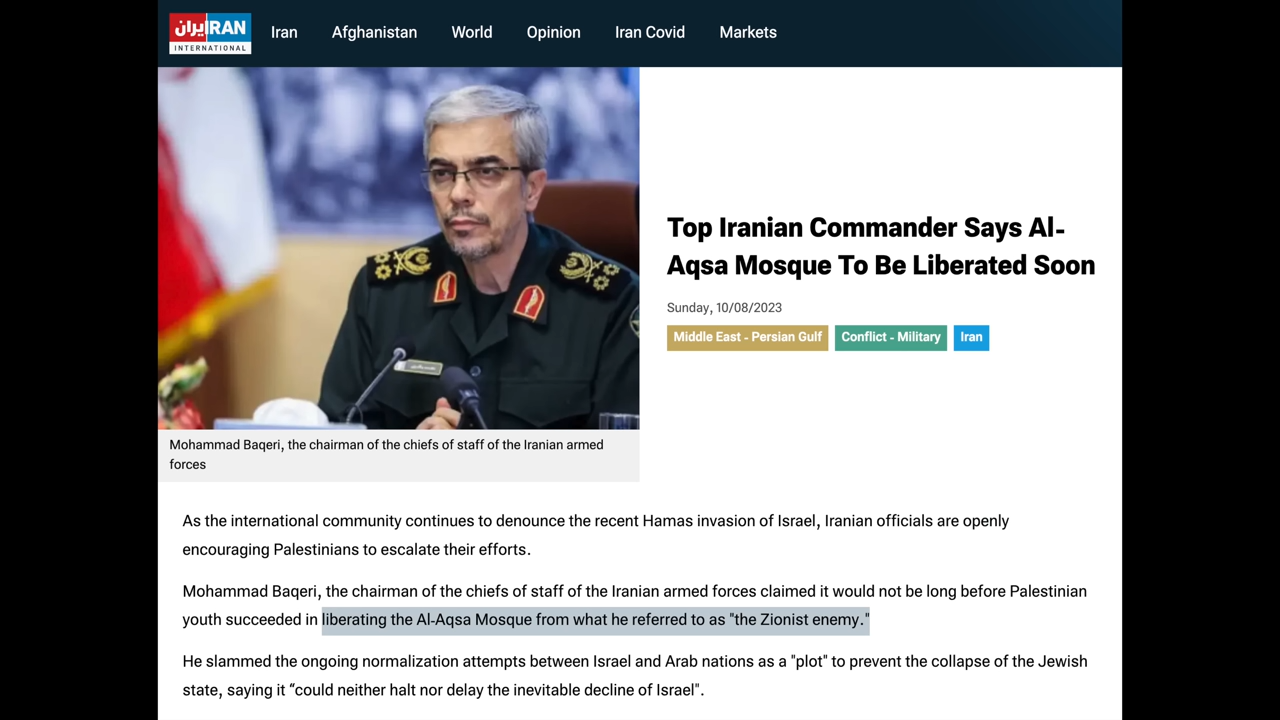 ایران IRAN
INTERNATIONAL
Iran Afghanistan World Opinion Iran Covid Markets
Top Iranian Commander Says Al-
Aqsa Mosque To Be Liberated Soon
Sunday, 10/08/2023
Middle East - Persian Gulf Conflict - Military Iran
Mohammad Baqeri, the chairman of the chiefs of staff of the Iranian armed
forces
As the international community continues to denounce the recent Hamas invasion of Israel, Iranian officials are openly
encouraging Palestinians to escalate their efforts.
Mohammad Baqeri, the chairman of the chiefs of staff of the Iranian armed forces claimed it would not be long before Palestinian
youth succeeded in liberating the Al-Aqsa Mosque from what he referred to as "the Zionist enemy."
He slammed the ongoing normalization attempts between Israel and Arab nations as a "plot" to prevent the collapse of the Jewish
state, saying it “could neither halt nor delay the inevitable decline of Israel".